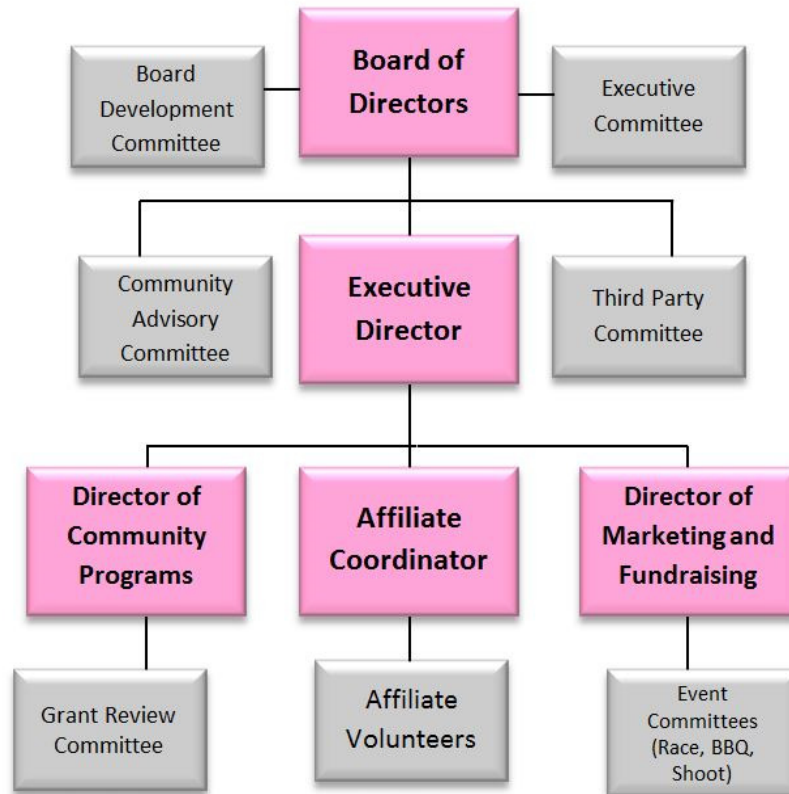 Board
Development
Committee
Board of
Directors
Executive
Committee
Community
Advisory
Committee
Executive
Director
Third Party
Committee
Director of
Community
Programs
Affiliate
Coordinator
Director of
Marketing and
Fundraising
Grant Review
Committee
Affiliate
Volunteers
Event
Committees
(Race, BBQ,
Shoot)